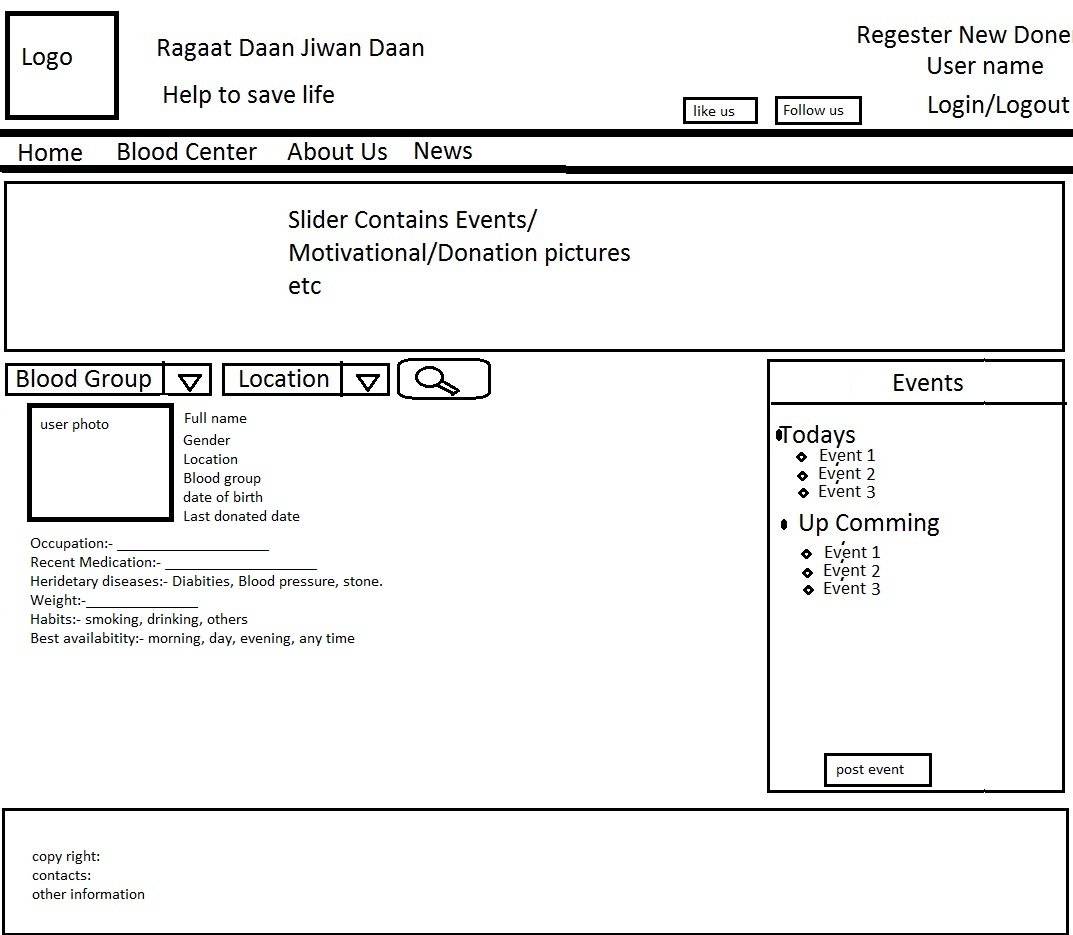 Logo
Ragaat Daan Jiwan Daan
Help to save life
Regester New Done
User name
Login/Logout
like us
Follow us
Home Blood Center About Us News
Slider Contains Events/
Motivational/Donation pictures
etc
Blood Group Location
user photo
Full name
Gender
Location
Blood group
date of birth
Last donated date
Occupation:- ____________________
Recent Medication:- ____________________
Heridetary diseases:- Diabities, Blood pressure, stone.
Weight:-_______________
Habits:- smoking, drinking, others
Best availabitity:- morning, day, evening, any time
Events
Todays
Event 1
Event 2
Event 3
Up Comming
Event 1
Event 2
Event 3
post event
copy right:
contacts:
other information